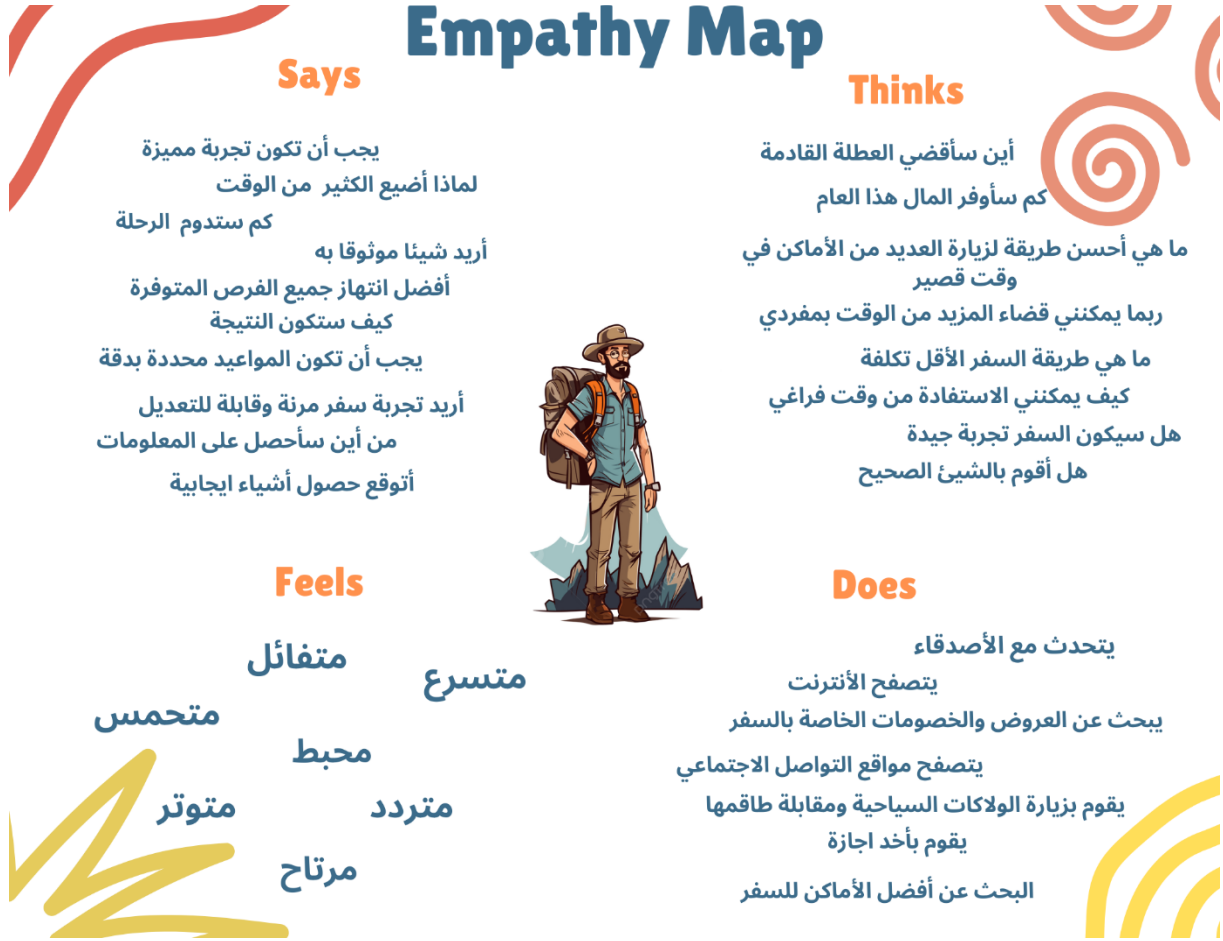 Empathy Map
Says
يجب أن تكون تجربة مميزة
لماذا أضيع الكثير من الوقت
كم ستدوم الرحلة
أريد شيئا موثوقا به
أفضل انتهاز جميع الفرص المتوفرة
كيف ستكون النتيجة
يجب أن تكون المواعيد محددة بدقة
أريد تجربة سفر مرنة وقابلة للتعديل
من أين سأحصل على المعلومات
أتوقع حصول أشياء ايجابية
Thinks
أين سأقضي العطلة القادمة
كم سأوفر المال هذا العام
ما هي أحسن طريقة لزيارة العديد من الأماكن في
وقت قصير
ربما يمكنني قضاء المزيد من الوقت بمفردي
ما هي طريقة السفر الأقل تكلفة
كيف يمكنني الاستفادة من وقت فراغي
هل سيكون السفر تجربة جيدة
هل أقوم بالشيئ الصحيح
Feels
متفائل
متسرع
متحمس
محبط
متردد
متوتر
مرتاح
Does
يتحدث مع الأصدقاء
يتصفح الأنترنت
يبحث عن العروض والخصومات الخاصة بالسفر
يتصفح مواقع التواصل الاجتماعي
يقوم بزيارة الولاكات السياحية ومقابلة طاقمها
يقوم بأخد اجازة
البحث عن أفضل الأماكن للسفر